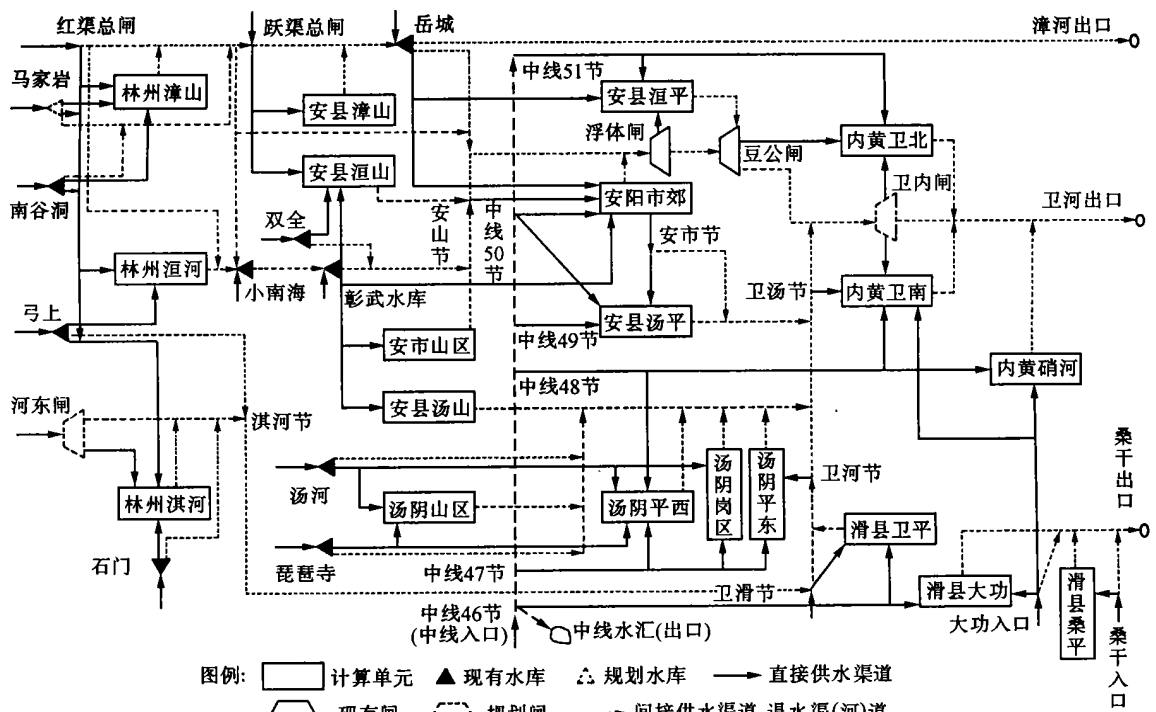 红渠总闸
跃渠总闸
岳城
漳河出口
马家岩
林州漳山
安县漳山
中线51节
安县洹平
浮体闸
豆公闸
内黄卫北
安县洹山
南谷洞
双全
安阳市郊
卫内闸
卫河出口
安山节
中线50节
安市节
林州洹河
小南海
彰武水库
卫汤节
内黄卫南
弓上
安市山区
安县汤平
中线49节
中线48节
内黄硝河
河东闸
淇河节
安县汤山
桑干出口
汤河
汤阴岗区
汤阴平东
卫河节
林州淇河
汤阴山区
汤阴平西
滑县卫平
石门
琵琶寺
中线47节
卫滑节
滑县大功
滑县桑平
中线46节
(中线入口)
中线水汇(出口)
大功入口
桑干入口
图例: 计算单元 现有水库 规划水库 直接供水渠道
现有闸 规划闸 间接供水渠道、退水渠(河)道